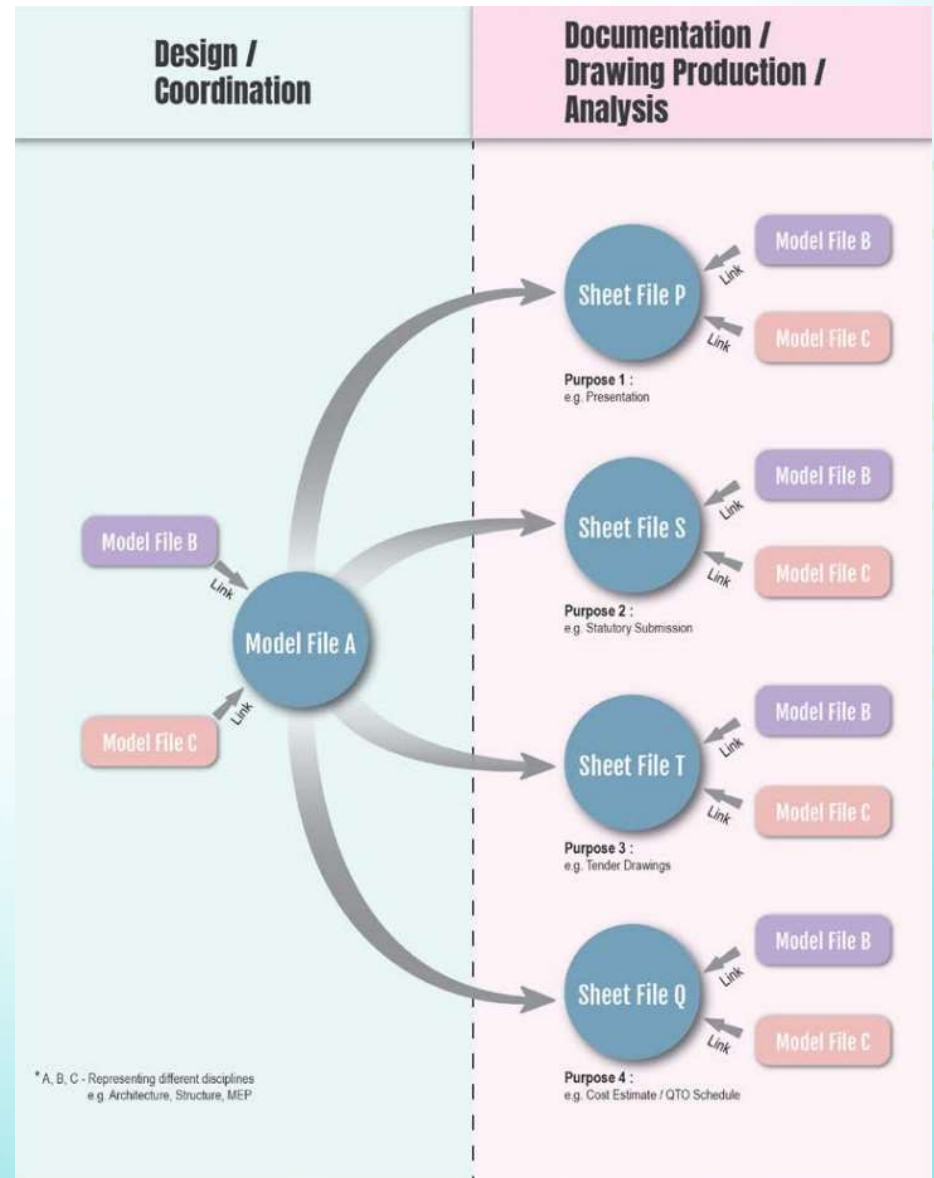 Design /
Coordination
Documentation /
Drawing Production /
Analysis
Model File B
Link
Model File A
Link
Model File C
Sheet File P
Link
Model File B
Link
Model File C
Purpose 1 :
e.g. Presentation
Sheet File S
Link
Model File B
Link
Model File C
Purpose 2 :
e.g. Statutory Submission
Sheet File T
Link
Model File B
Link
Model File C
Purpose 3 :
e.g. Tender Drawings
Sheet File Q
Link
Model File B
Link
Model File C
Purpose 4 :
e.g. Cost Estimate / QTO Schedule
* A, B, C - Representing different disciplines
e.g. Architecture, Structure, MEP